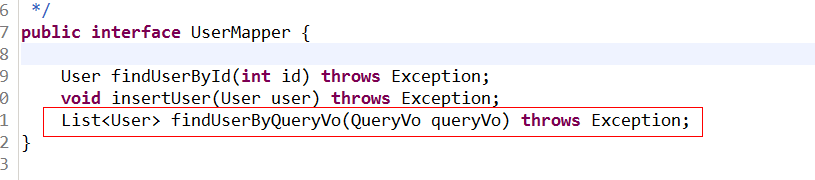 6 */
7 public interface UserMapper {
8
9 User findUserById(int id) throws Exception;
0 void insertUser(User user) throws Exception;
1 List<User> findUserByQueryVo(QueryVo queryVo) throws Exception;
2 }
3